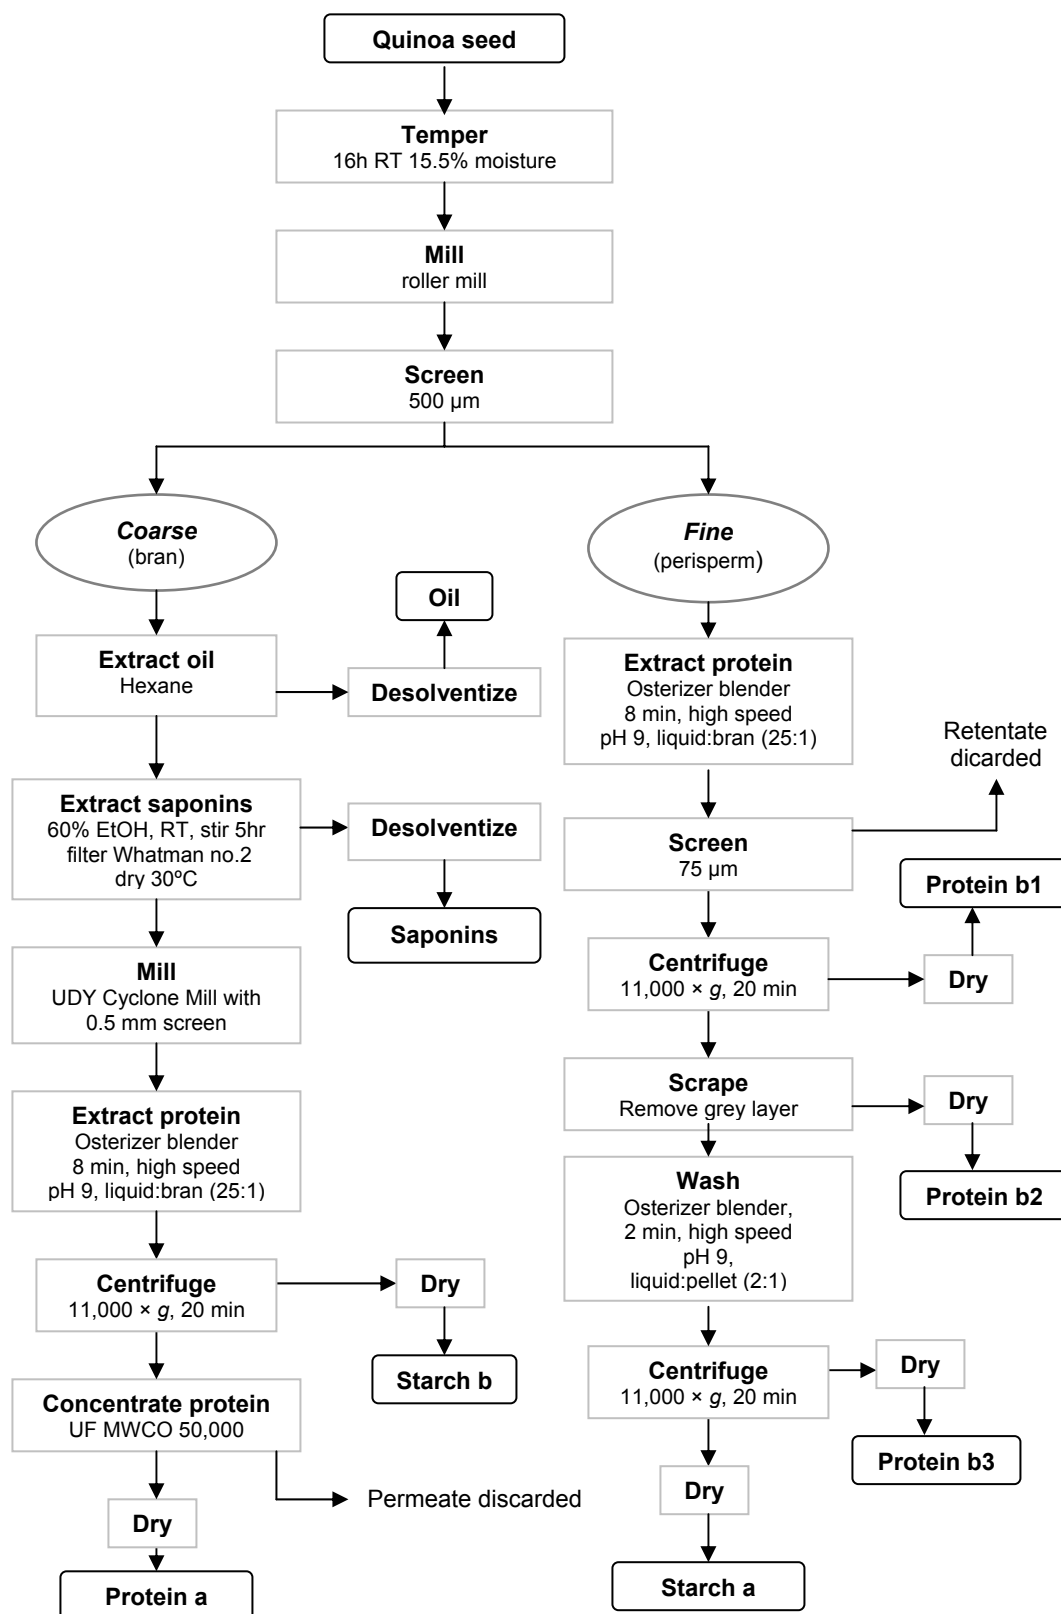 Quinoa seed
Temper
16h RT 15.5% moisture
Mill
roller mill
Screen
500 µm
Coarse
(bran)
Extract oil
Hexane
Desolventize
Oil
Extract saponins
60% EtOH, RT, stir 5hr
filter Whatman no.2
dry 30ºC
Desolventize
Saponins
Mill
UDY Cyclone Mill with
0.5 mm screen
Extract protein
Osterizer blender
8 min, high speed
pH 9, liquid:bran (25:1)
Centrifuge
11,000 × g, 20 min
Dry
Starch b
Concentrate protein
UF MWCO 50,000
Permeate discarded
Dry
Protein a
Fine
(perisperm)
Extract protein
Osterizer blender
8 min, high speed
pH 9, liquid:bran (25:1)
Retentate
dicarded
Screen
75 µm
Centrifuge
11,000 × g, 20 min
Dry
Protein b1
Scrape
Remove grey layer
Dry
Protein b2
Wash
Osterizer blender,
2 min, high speed
pH 9,
liquid:pellet (2:1)
Centrifuge
11,000 × g, 20 min
Dry
Protein b3
Dry
Starch a